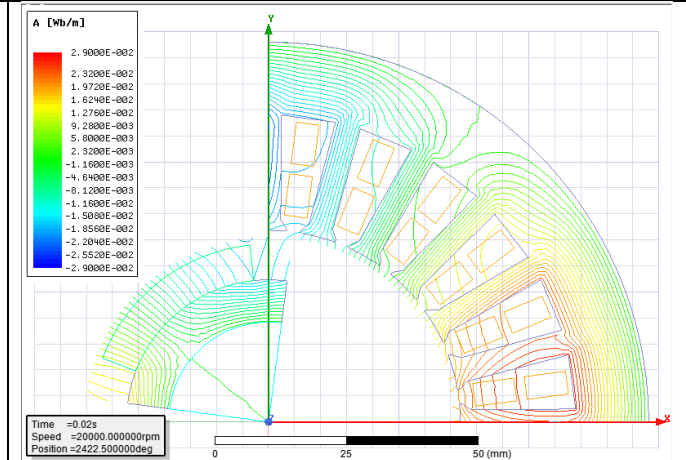 A [Wb/m]
2.9000E-002
2.3200E-002
1.9720E-002
1.6240E-002
1.2760E-002
9.2800E-003
5.8000E-003
2.3200E-003
-1.1600E-003
-4.6400E-003
-8.1200E-003
-1.1600E-002
-1.5080E-002
-1.8560E-002
-2.2040E-002
-2.5520E-002
-2.9000E-002
Y
X
Time =0.02s
Speed =20000.000000rpm
Position =2422.500000deg
0 25 50 (mm)